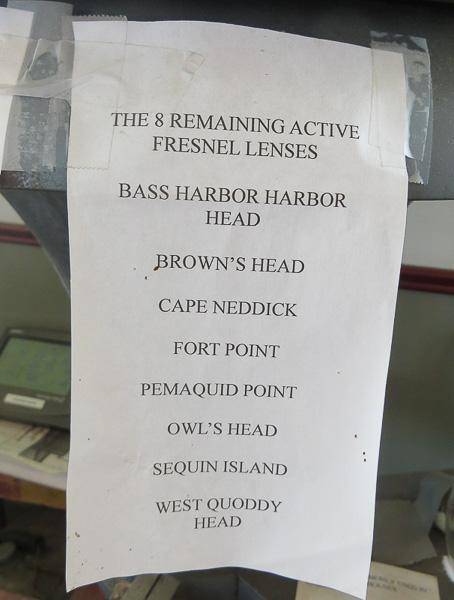 THE 8 REMAINING ACTIVE
FRESNEL LENSES
BASS HARBOR HARBOR
HEAD
BROWN'S HEAD
CAPE NEDDICK
FORT POINT
PEMAQUID POINT
OWL'S HEAD
SEQUIN ISLAND
WEST QUODDY
HEAD